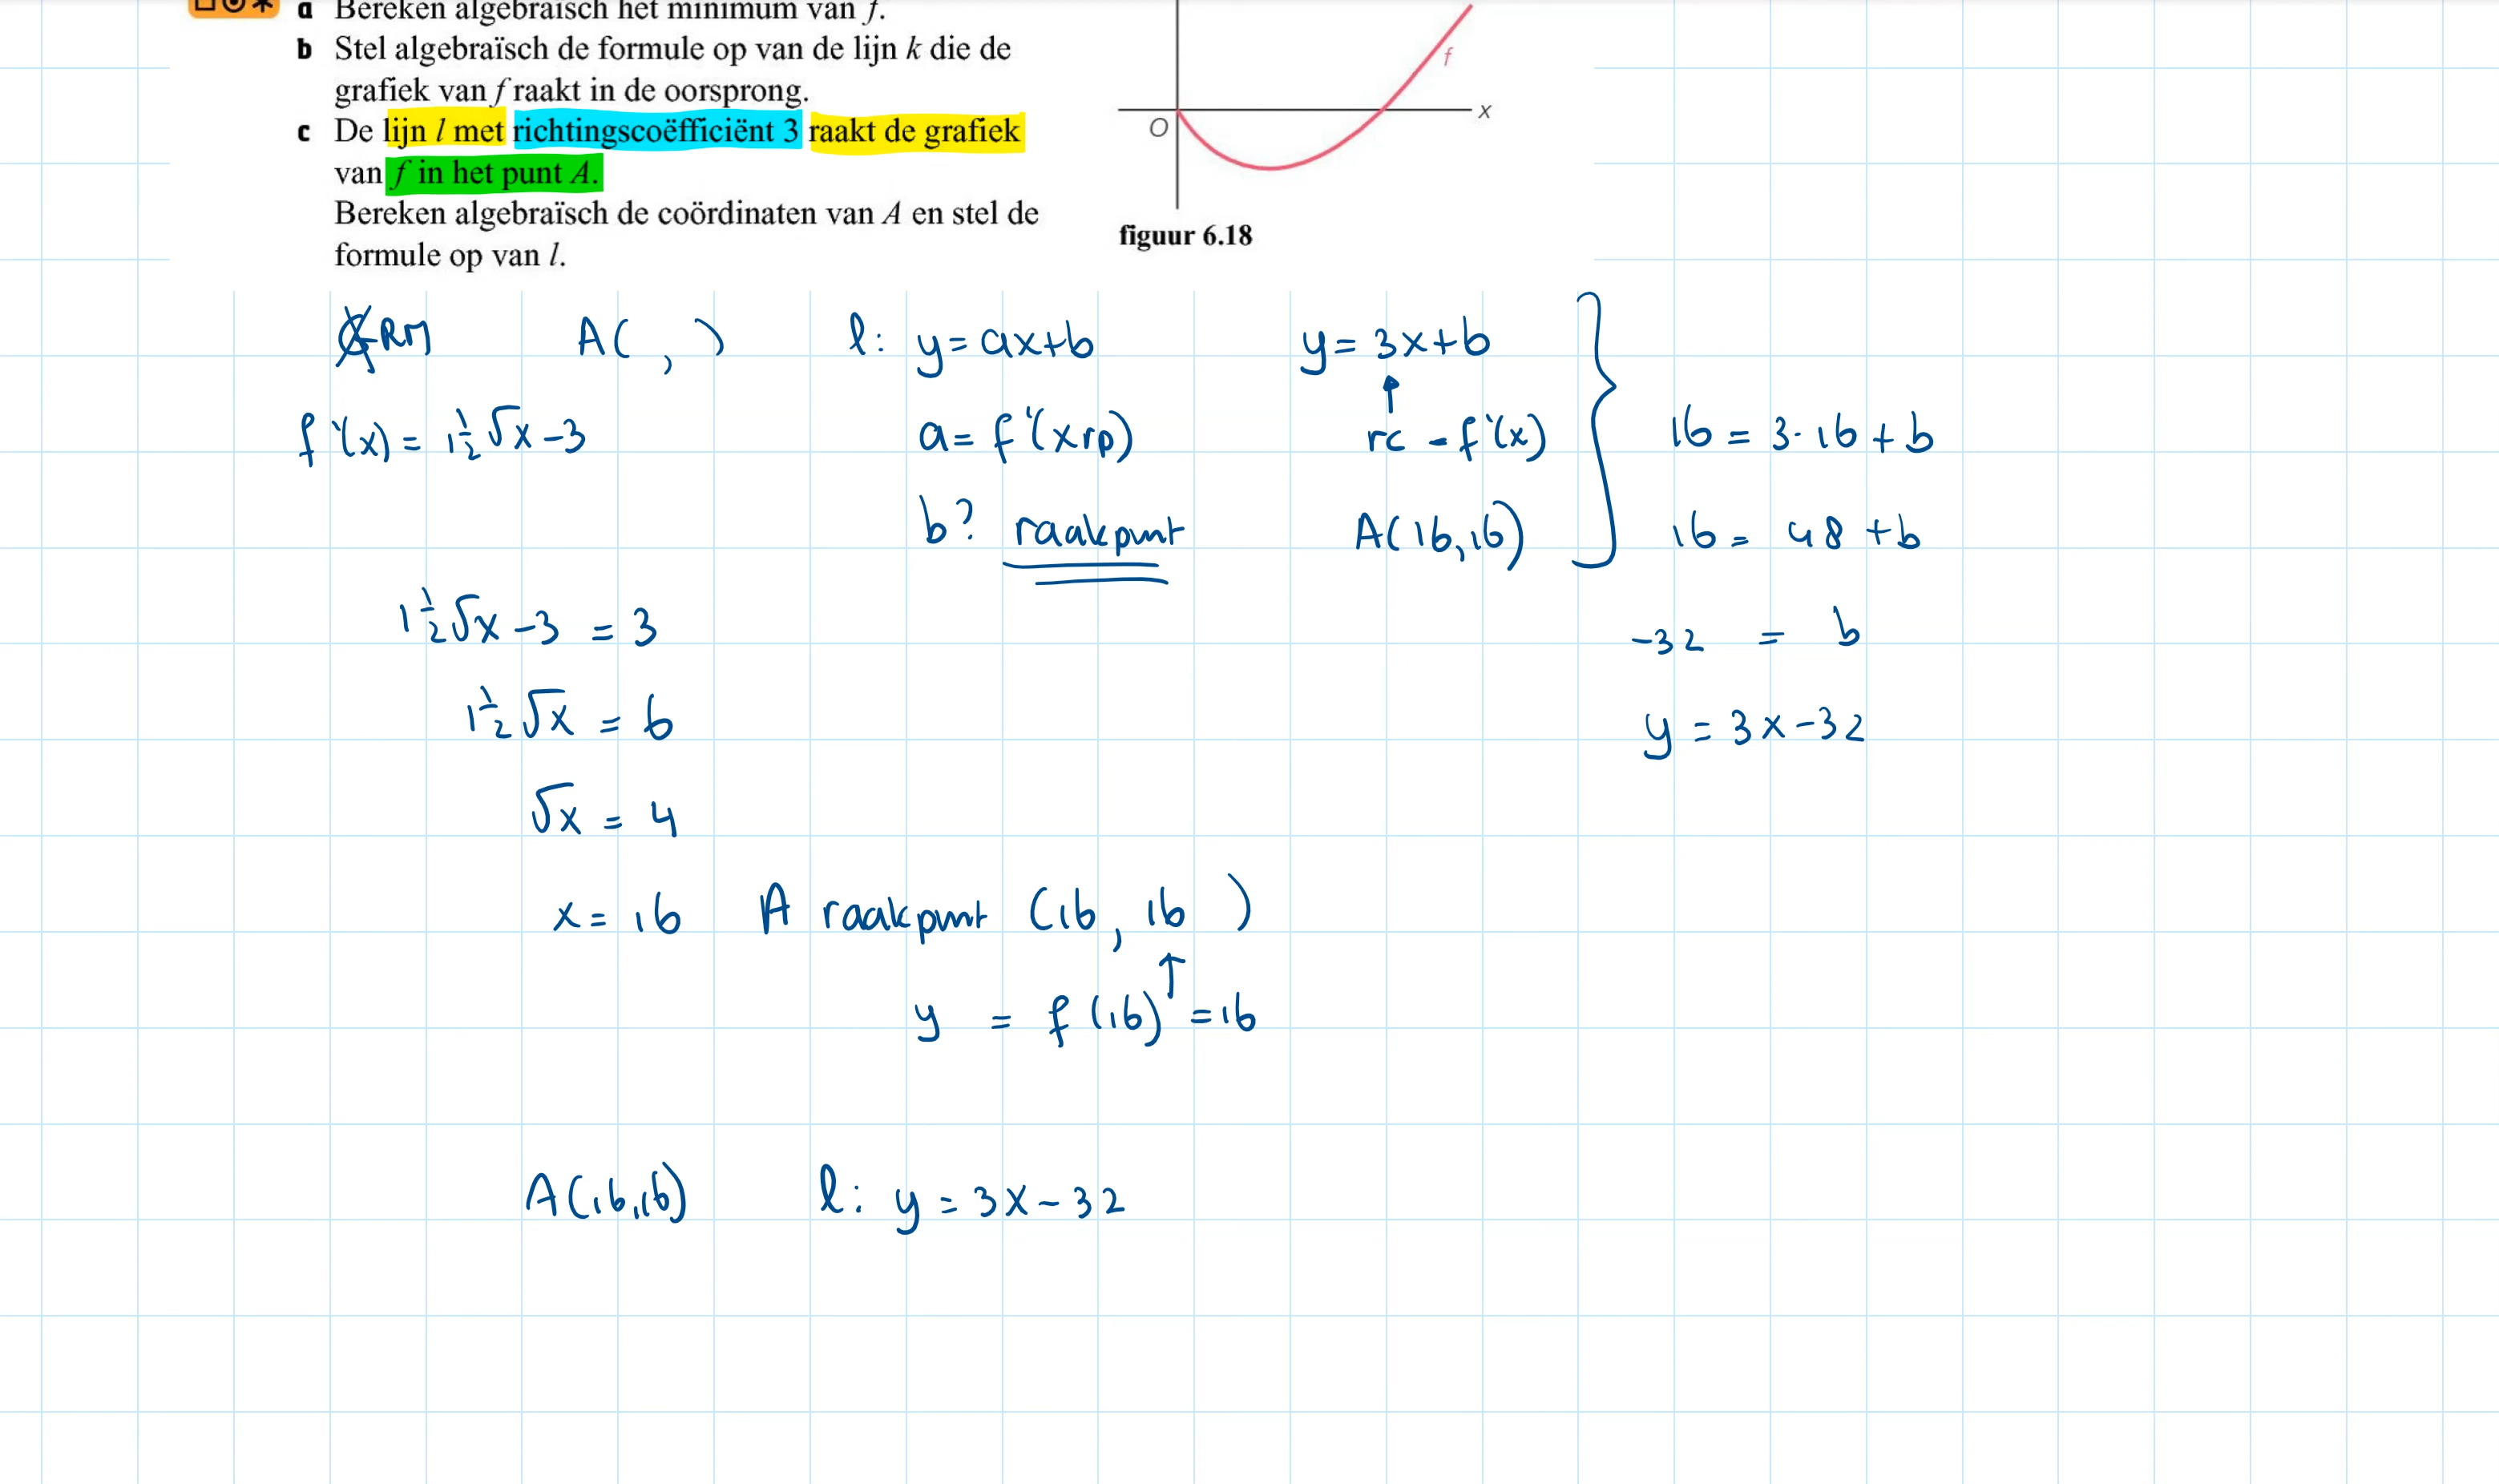 a Bereken algebraïsch het minimum van f.
b Stel algebraïsch de formule op van de lijn k die de
grafiek van f raakt in de oorsprong.
c De lijn l met richtingscoëfficiënt 3 raakt de grafiek
van f in het punt A.
Bereken algebraïsch de coördinaten van A en stel de
formule op van l.
f
x
O
figuur 6.18
RM A( , ) l: y = ax+b y = 3x+b
f'(x) = 1½√x -3 a = f'(xrp) rc = f'(x) 16 = 3·16 + b
b? raakpunt A(16,16) 16 = 48 + b
1½√x -3 = 3 -32 = b
1½√x = 6 y = 3x-32
√x = 4
x = 16 A raakpunt (16, 16 )
↑
y = f(16) = 16
A(16,16) l: y = 3x - 32